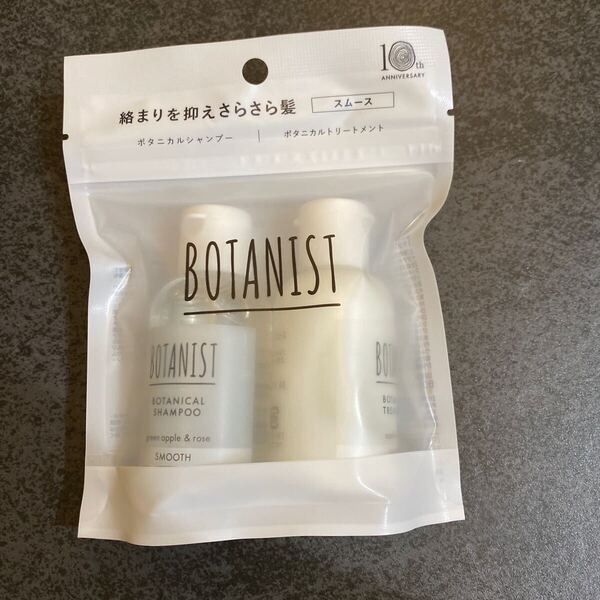 10th
ANNIVERSARY
絡まりを抑えさらさら髪 スムース
ボタニカルシャンプー | ボタニカルトリートメント
BOTANIST
BOTANIST
BOTANICAL
SHAMPOO
green apple & rose
SMOOTH